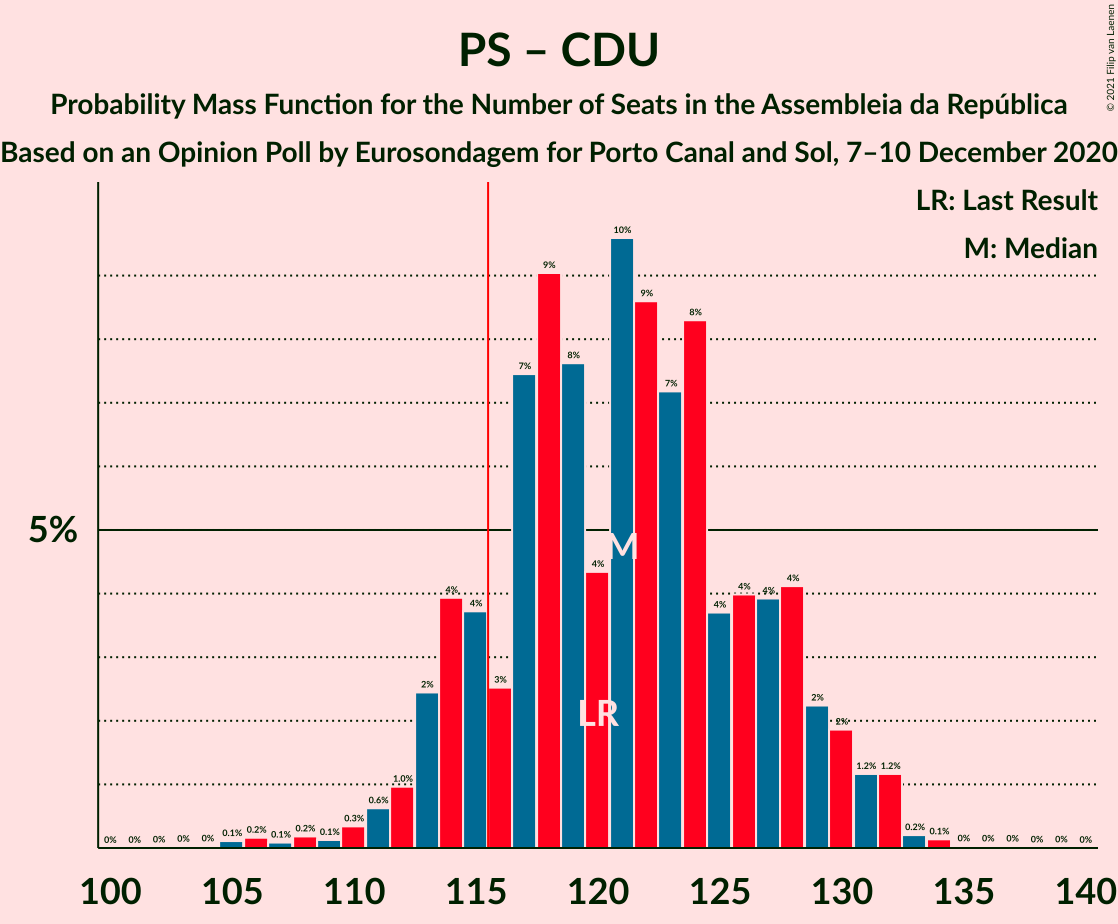 PS – CDU
Probability Mass Function for the Number of Seats in the Assembleia da República
Based on an Opinion Poll by Eurosondagem for Porto Canal and Sol, 7–10 December 2020
© 2021 Filip van Laenen
LR: Last Result
M: Median
5%
0% 0% 0% 0% 0% 0.1% 0.2% 0.1% 0.2% 0.1% 0.3% 0.6% 1.0% 2% 4% 4% 3% 7% 9% 8% 4% 10% 9% 7% 8% 4% 4% 4% 4% 2% 2% 1.2% 1.2% 0.2% 0.1% 0% 0% 0% 0% 0% 0%
M
LR
100 105 110 115 120 125 130 135 140